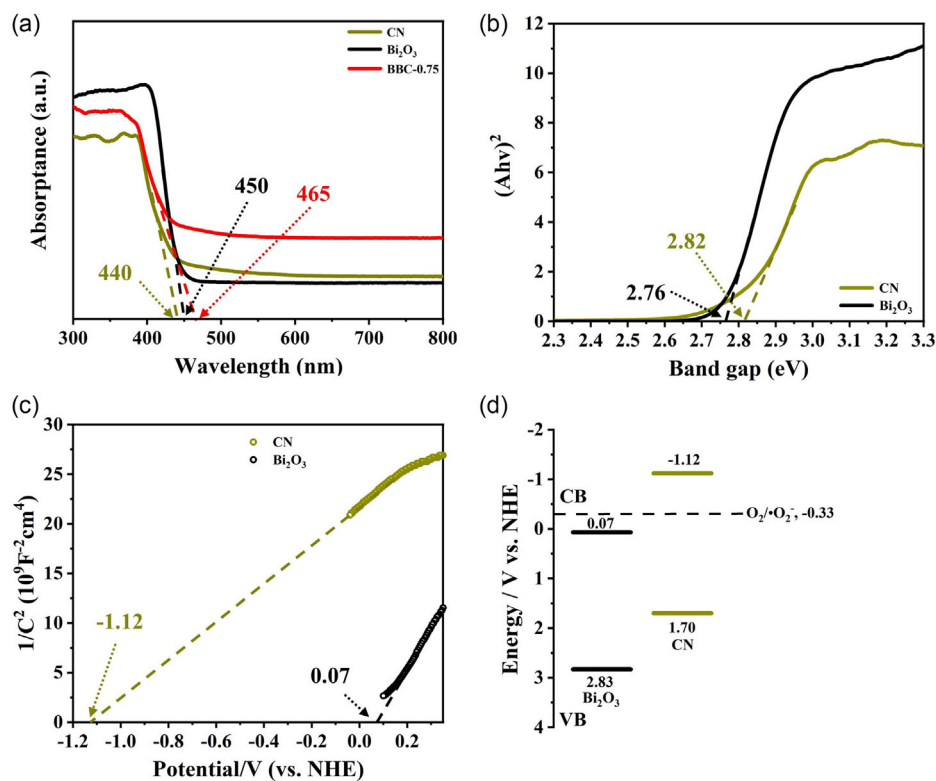 (a)
CN
Bi₂O₃
BBC-0.75
Absorptance (a.u.)
450
465
440
300 400 500 600 700 800
Wavelength (nm)
(b)
12
10
8
6
4
2
0
(Ahv)²
2.82
2.76
CN
Bi₂O₃
2.3 2.4 2.5 2.6 2.7 2.8 2.9 3.0 3.1 3.2 3.3
Band gap (eV)
(c)
30
25
20
15
10
5
0
1/C² (10⁹F⁻²cm⁴)
CN
Bi₂O₃
-1.12
0.07
-1.2 -1.0 -0.8 -0.6 -0.4 -0.2 0.0 0.2
Potential/V (vs. NHE)
(d)
-2
-1
0
1
2
3
4
Energy / V vs. NHE
-1.12
CB
O₂/•O₂⁻, -0.33
0.07
1.70
CN
2.83
Bi₂O₃
VB